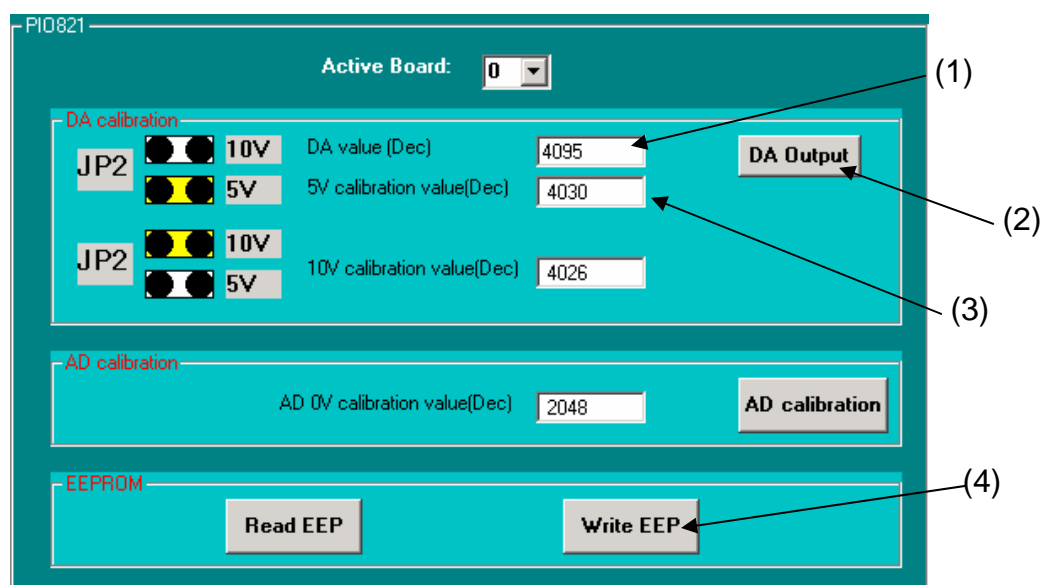 PIO821
Active Board: 0
(1)
DA calibration
JP2 10V DA value (Dec) 4095 DA Output
5V 5V calibration value(Dec) 4030
(2)
JP2 10V 10V calibration value(Dec) 4026
5V
(3)
AD calibration
AD 0V calibration value(Dec) 2048 AD calibration
EEPROM
(4)
Read EEP Write EEP